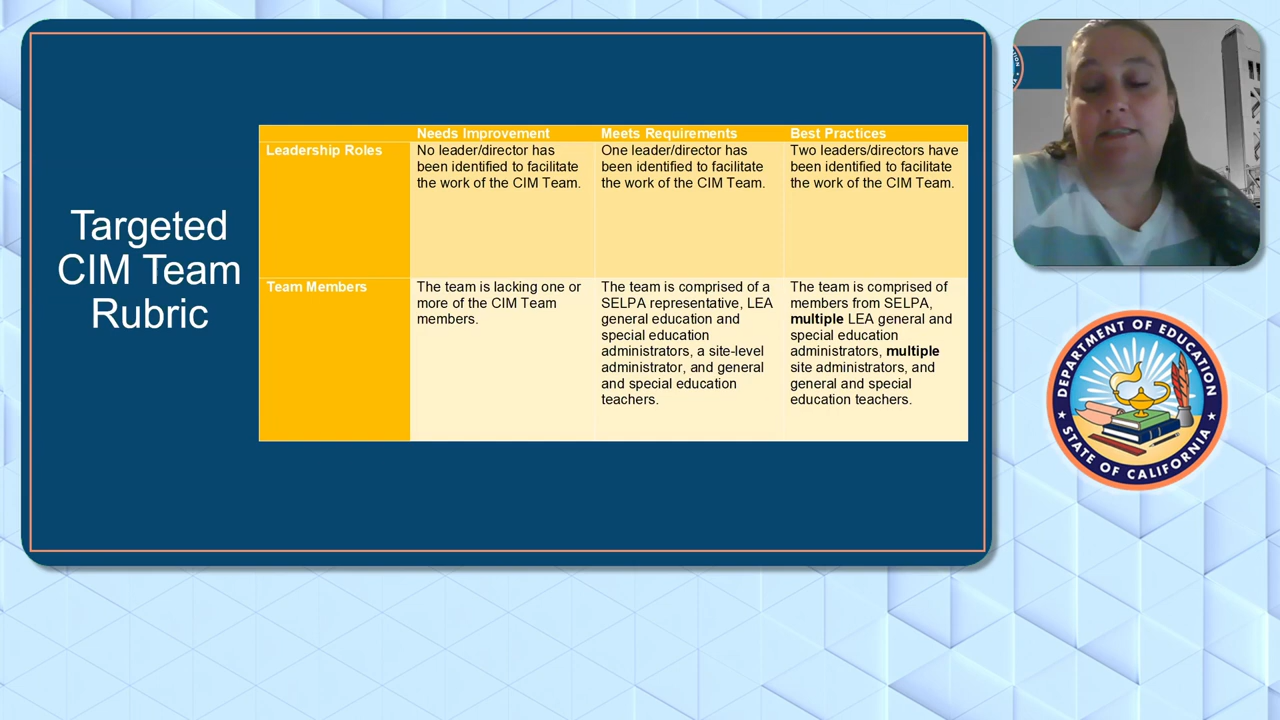 Targeted
CIM Team
Rubric
Needs Improvement
Meets Requirements
Best Practices
Leadership Roles
No leader/director has
been identified to facilitate
the work of the CIM Team.
One leader/director has
been identified to facilitate
the work of the CIM Team.
Two leaders/directors have
been identified to facilitate
the work of the CIM Team.
Team Members
The team is lacking one or
more of the CIM Team
members.
The team is comprised of a
SELPA representative, LEA
general education and
special education
administrators, a site-level
administrator, and general
and special education
teachers.
The team is comprised of
members from SELPA,
multiple LEA general and
special education
administrators, multiple
site administrators, and
general and special
education teachers.
DEPARTMENT OF EDUCATION
STATE OF CALIFORNIA